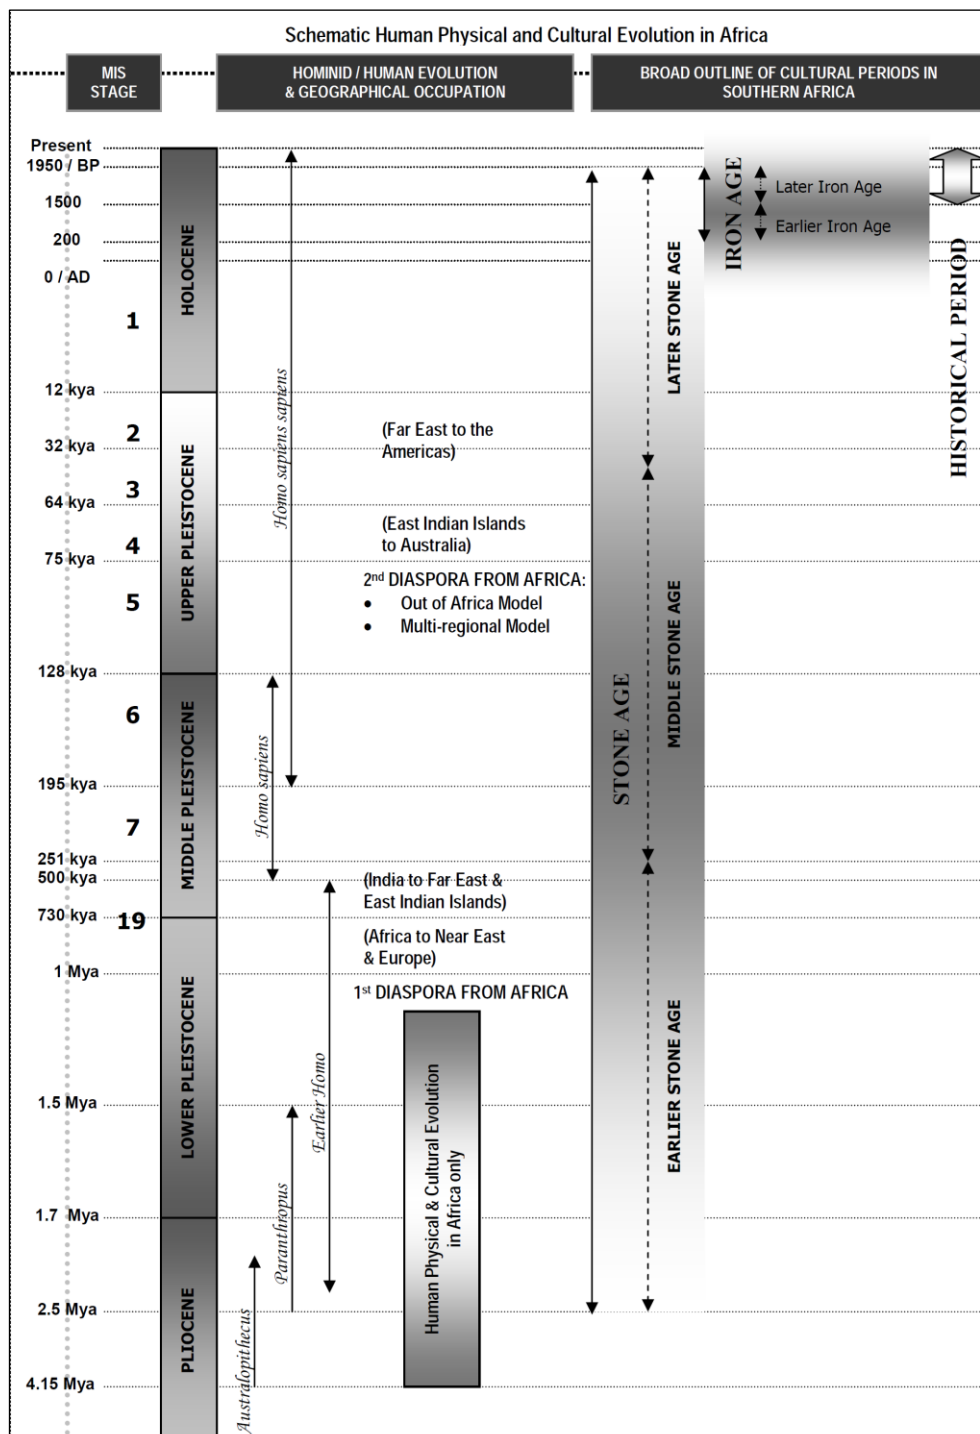 Schematic Human Physical and Cultural Evolution in Africa
MIS
STAGE
HOMINID / HUMAN EVOLUTION
& GEOGRAPHICAL OCCUPATION
BROAD OUTLINE OF CULTURAL PERIODS IN
SOUTHERN AFRICA
Present
1950 / BP
1500
200
0 / AD
12 kya
32 kya
64 kya
75 kya
128 kya
195 kya
251 kya
500 kya
730 kya
1 Mya
1.5 Mya
1.7 Mya
2.5 Mya
4.15 Mya
1
2
3
4
5
6
7
19
HOLOCENE
UPPER PLEISTOCENE
MIDDLE PLEISTOCENE
LOWER PLEISTOCENE
PLIOCENE
Homo sapiens sapiens
Homo sapiens
Earlier Homo
Paranthropus
Australopithecus
(Far East to the
Americas)
(East Indian Islands
to Australia)
2nd DIASPORA FROM AFRICA:
• Out of Africa Model
• Multi-regional Model
(India to Far East &
East Indian Islands)
(Africa to Near East
& Europe)
1st DIASPORA FROM AFRICA
Human Physical & Cultural Evolution
in Africa only
STONE AGE
LATER STONE AGE
MIDDLE STONE AGE
EARLIER STONE AGE
IRON AGE
Later Iron Age
Earlier Iron Age
HISTORICAL PERIOD